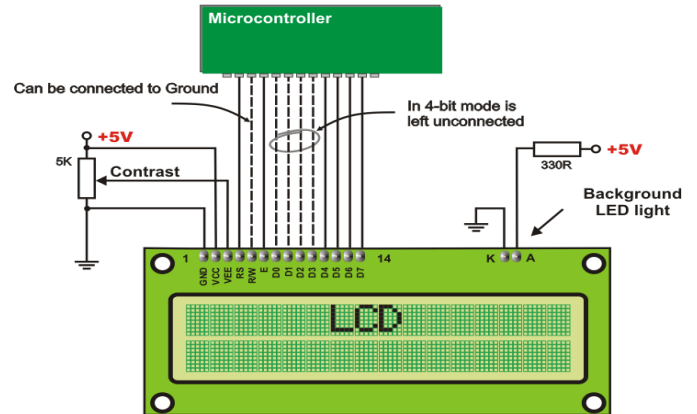 Microcontroller
Can be connected to Ground
In 4-bit mode is
left unconnected
+5V
5K
Contrast
330R
+5V
Background
LED light
1
14
K
A
GND
VCC
VEE
RS
R/W
E
D0
D1
D2
D3
D4
D5
D6
D7
LCD